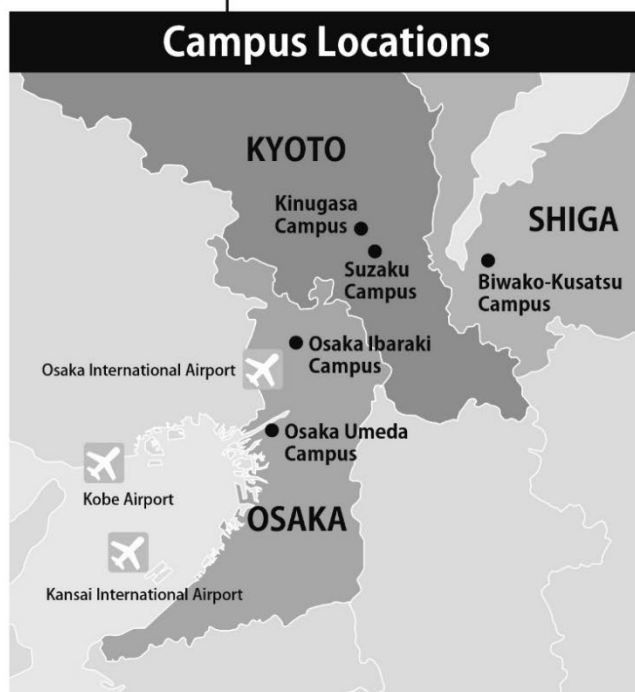 Campus Locations
KYOTO
Kinugasa
Campus
SHIGA
Suzaku
Campus
Biwako-Kusatsu
Campus
Osaka Ibaraki
Campus
Osaka International Airport
Osaka Umeda
Campus
Kobe Airport
OSAKA
Kansai International Airport